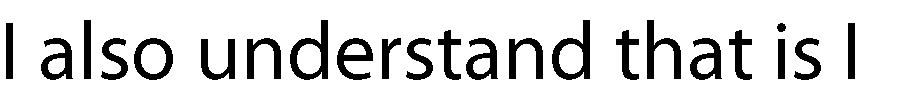 I also understand that is I